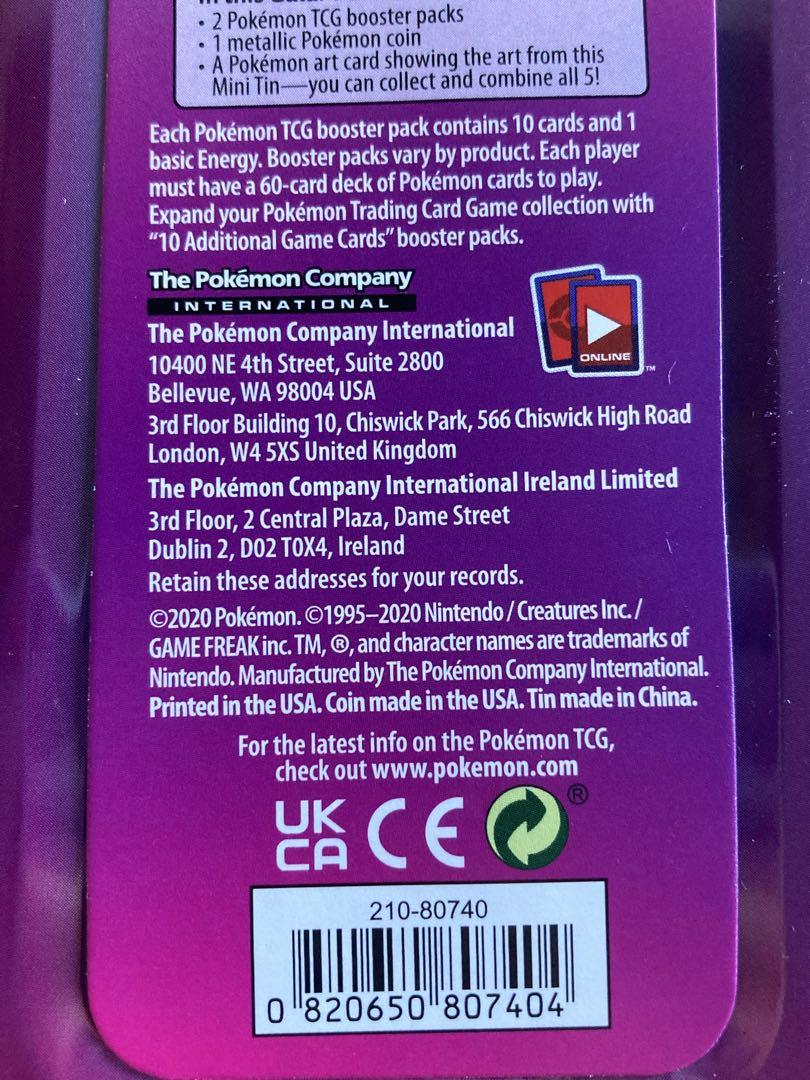 • 2 Pokémon TCG booster packs
• 1 metallic Pokémon coin
• A Pokémon art card showing the art from this
Mini Tin—you can collect and combine all 5!
Each Pokémon TCG booster pack contains 10 cards and 1
basic Energy. Booster packs vary by product. Each player
must have a 60-card deck of Pokémon cards to play.
Expand your Pokémon Trading Card Game collection with
“10 Additional Game Cards” booster packs.
The Pokémon Company
INTERNATIONAL
ONLINE ™
The Pokémon Company International
10400 NE 4th Street, Suite 2800
Bellevue, WA 98004 USA
3rd Floor Building 10, Chiswick Park, 566 Chiswick High Road
London, W4 5XS United Kingdom
The Pokémon Company International Ireland Limited
3rd Floor, 2 Central Plaza, Dame Street
Dublin 2, D02 T0X4, Ireland
Retain these addresses for your records.
©2020 Pokémon. ©1995–2020 Nintendo / Creatures Inc. /
GAME FREAK inc. TM, ®, and character names are trademarks of
Nintendo. Manufactured by The Pokémon Company International.
Printed in the USA. Coin made in the USA. Tin made in China.
For the latest info on the Pokémon TCG,
check out www.pokemon.com
UK
CA CE ®
210-80740
0 820650 807404